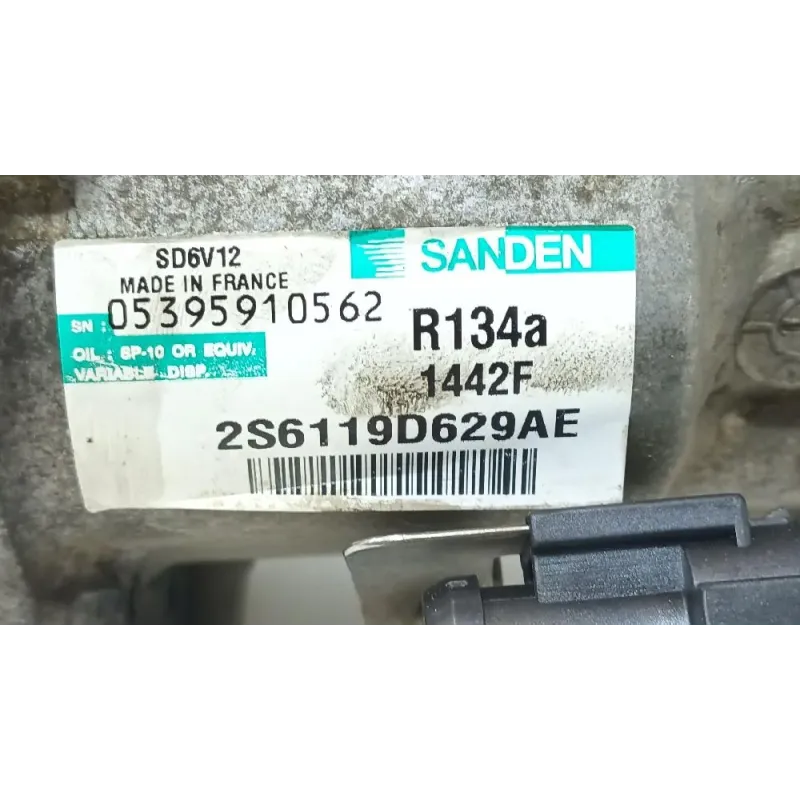 SD6V12
MADE IN FRANCE
SANDEN
SN: 05395910562
OIL: SP-10 OR EQUIV.
VARIABLE DISP.
R134a
1442F
2S6119D629AE